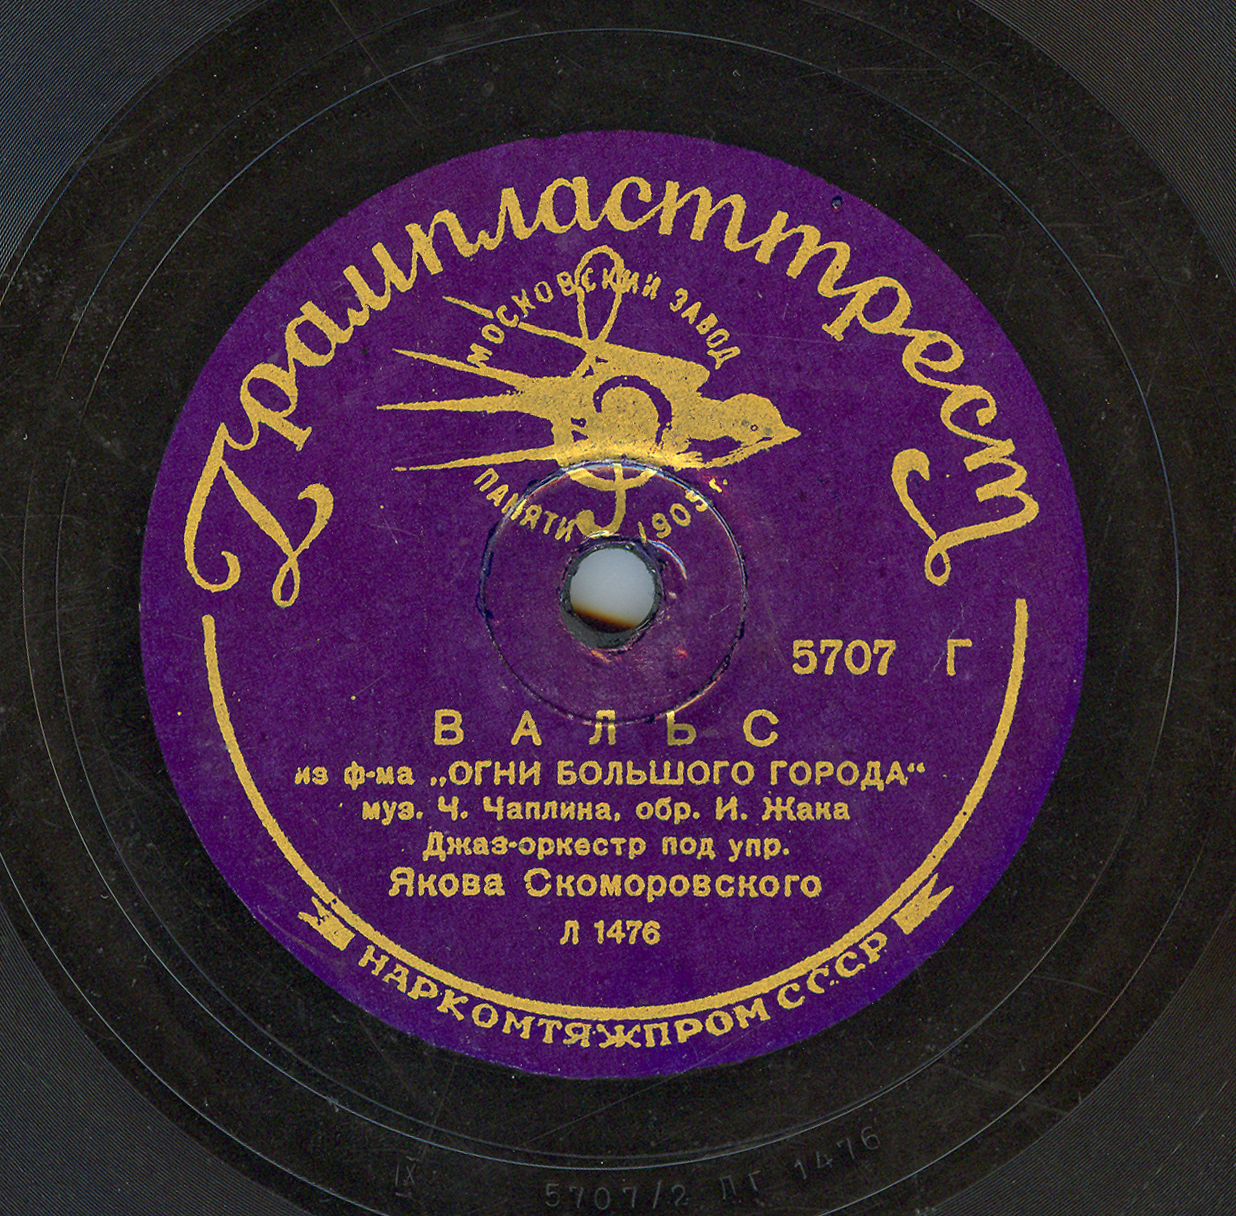 Грампласттрест
МОСКОВСКИЙ ЗАВОД
ПАМЯТИ 1905 г.
5707 Г
ВАЛЬС
из ф-ма „ОГНИ БОЛЬШОГО ГОРОДА“
муз. Ч. Чаплина, обр. И. Жака
Джаз-оркестр под упр.
Якова Скоморовского
Л 1476
НАРКОМТЯЖПРОМ СССР
IX
5707/2 ЛГ 1476